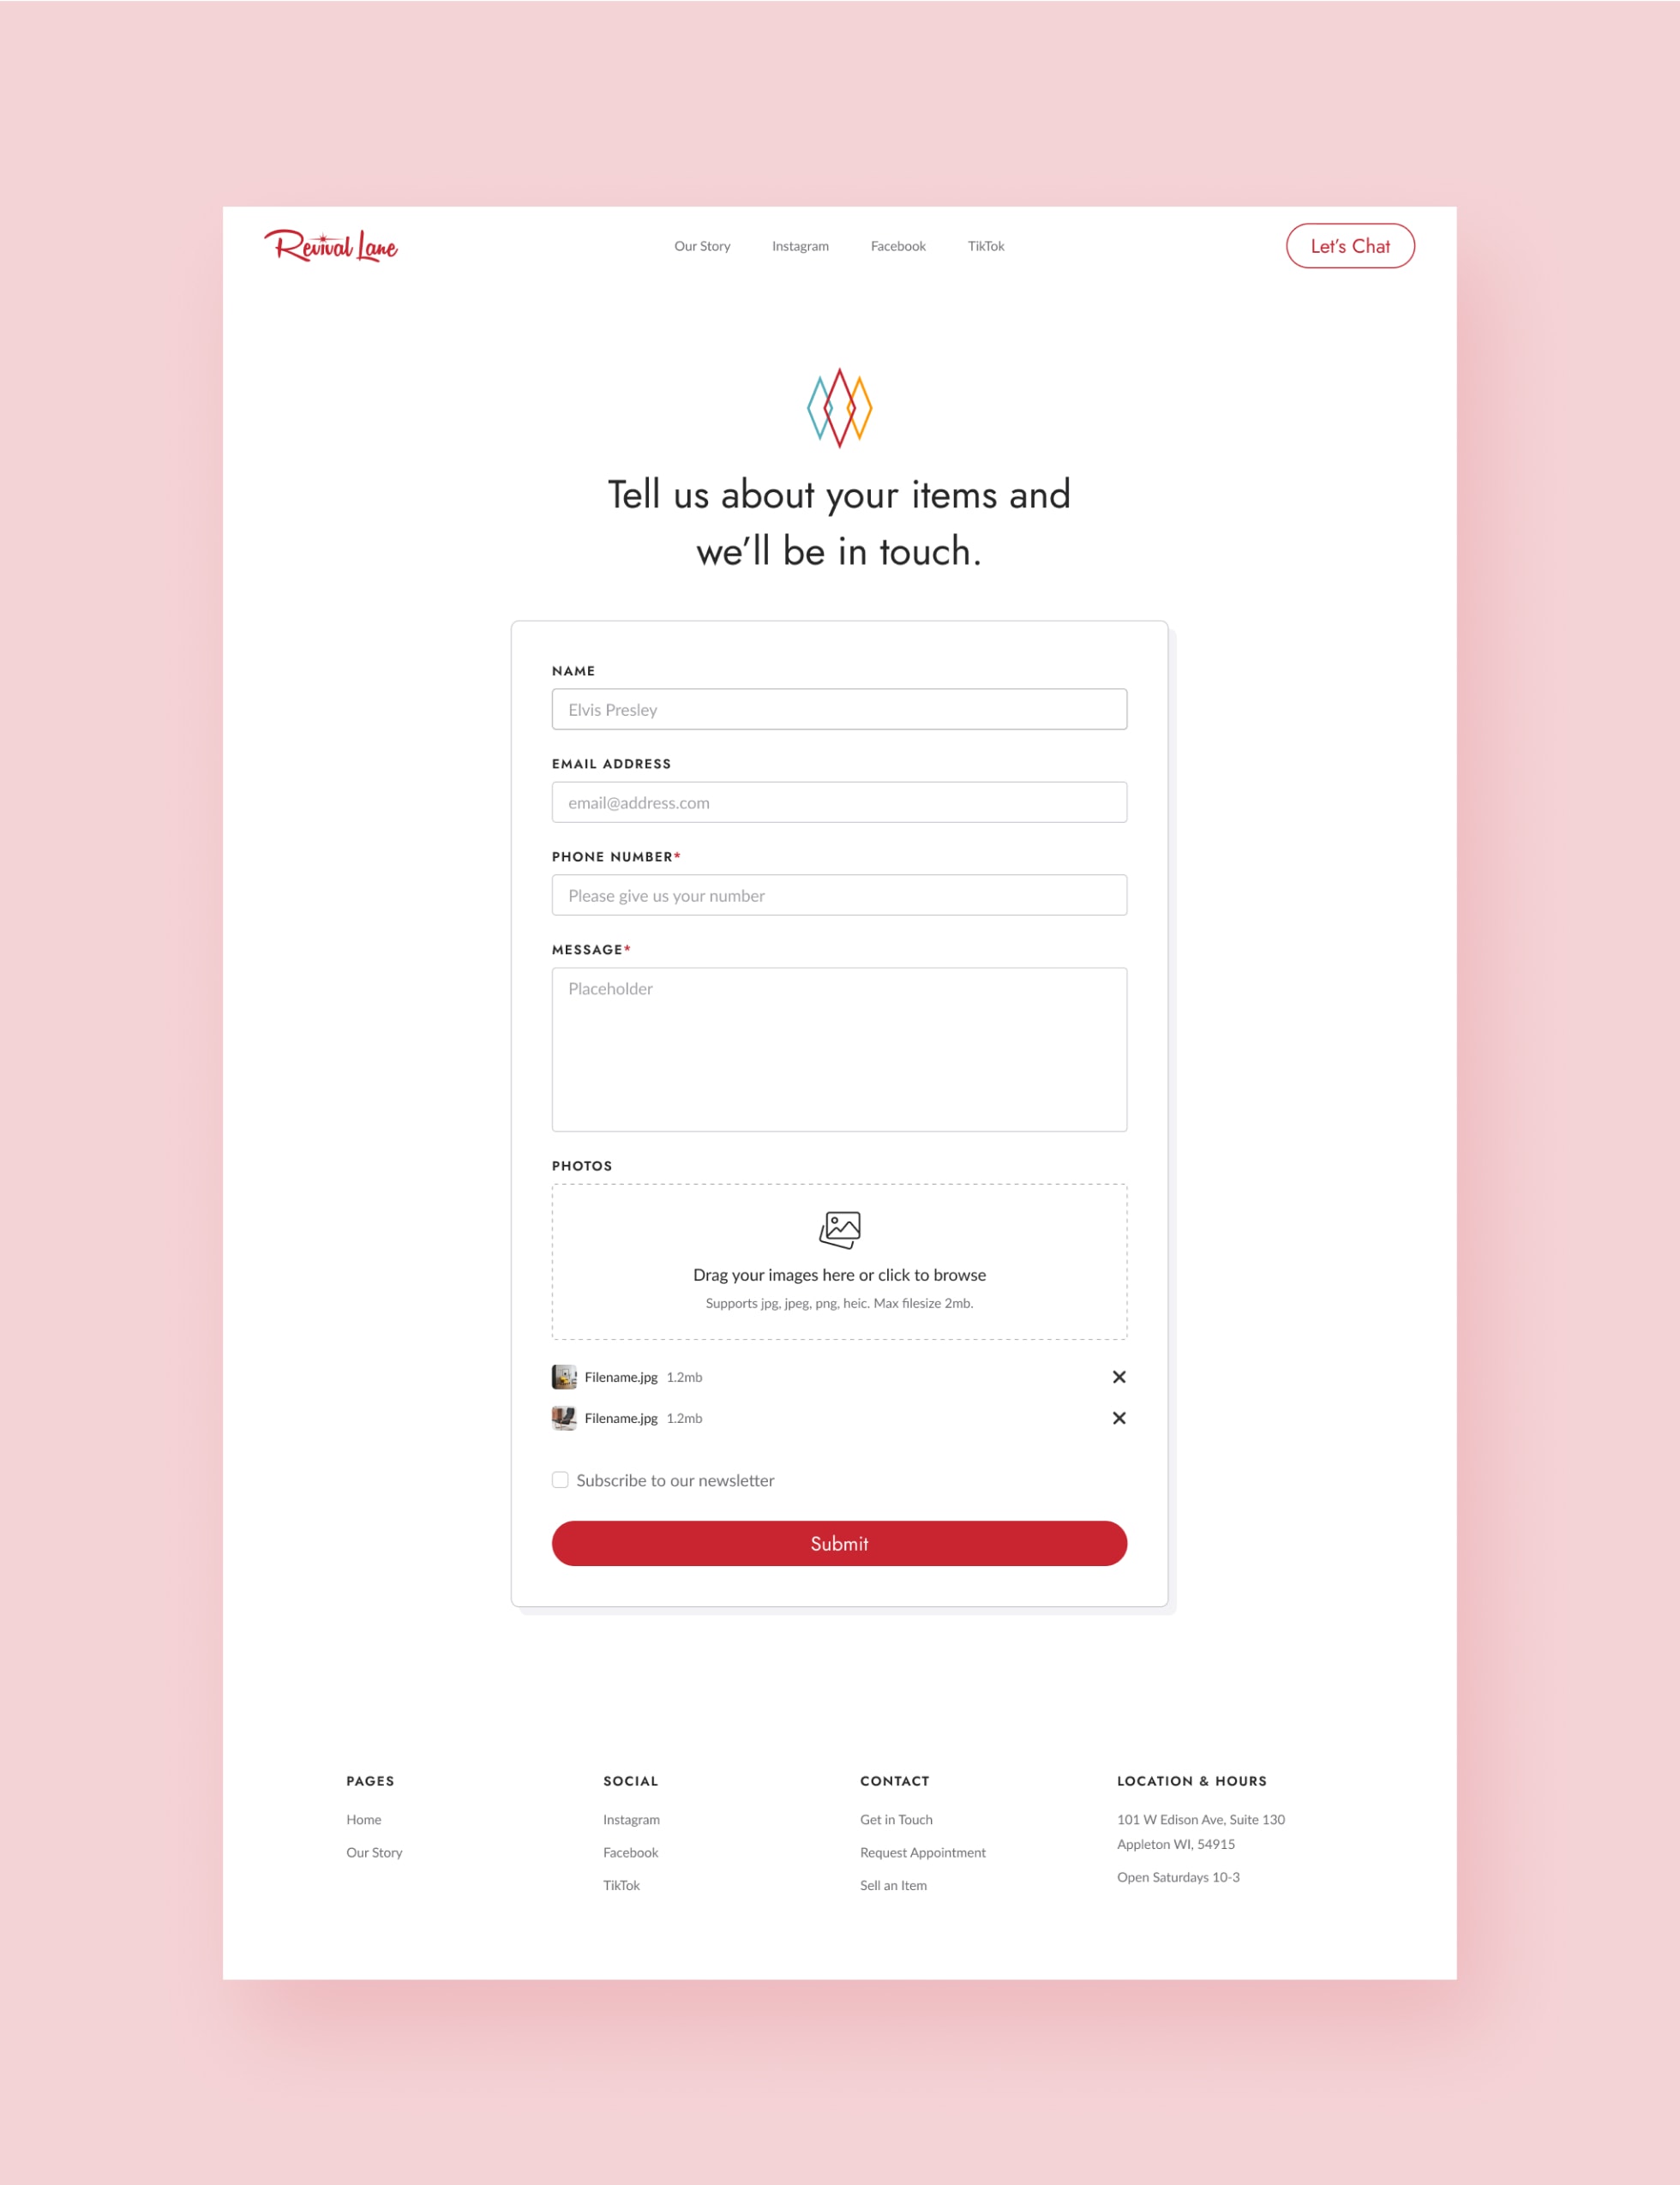 Revival Lane
Our Story
Instagram
Facebook
TikTok
Let's Chat
Tell us about your items and
we'll be in touch.
NAME
Elvis Presley
EMAIL ADDRESS
email@address.com
PHONE NUMBER*
Please give us your number
MESSAGE*
Placeholder
PHOTOS
Drag your images here or click to browse
Supports jpg, jpeg, png, heic. Max filesize 2mb.
Filename.jpg 1.2mb
Filename.jpg 1.2mb
Subscribe to our newsletter
Submit
PAGES
Home
Our Story
SOCIAL
Instagram
Facebook
TikTok
CONTACT
Get in Touch
Request Appointment
Sell an Item
LOCATION & HOURS
101 W Edison Ave, Suite 130
Appleton WI, 54915
Open Saturdays 10-3